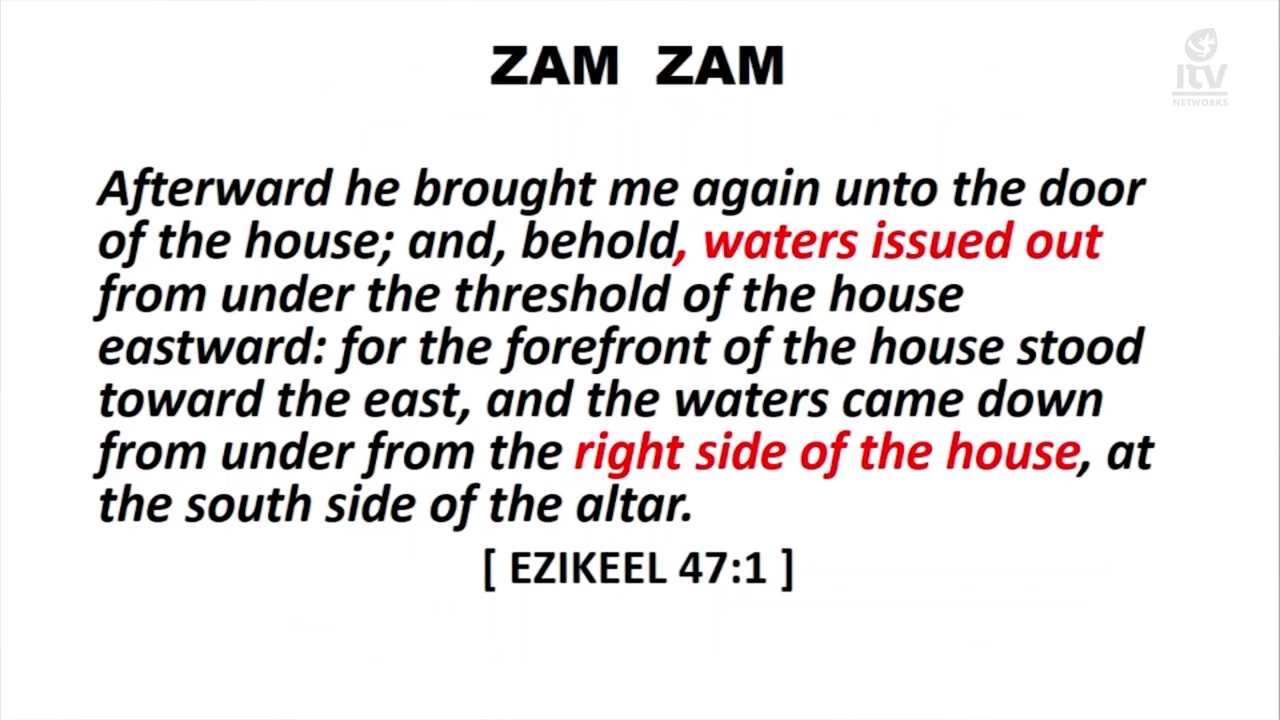 ZAM ZAM
ITV
NETWORKS
Afterward he brought me again unto the door
of the house; and, behold, waters issued out
from under the threshold of the house
eastward: for the forefront of the house stood
toward the east, and the waters came down
from under from the right side of the house, at
the south side of the altar.
[ EZIKEEL 47:1 ]